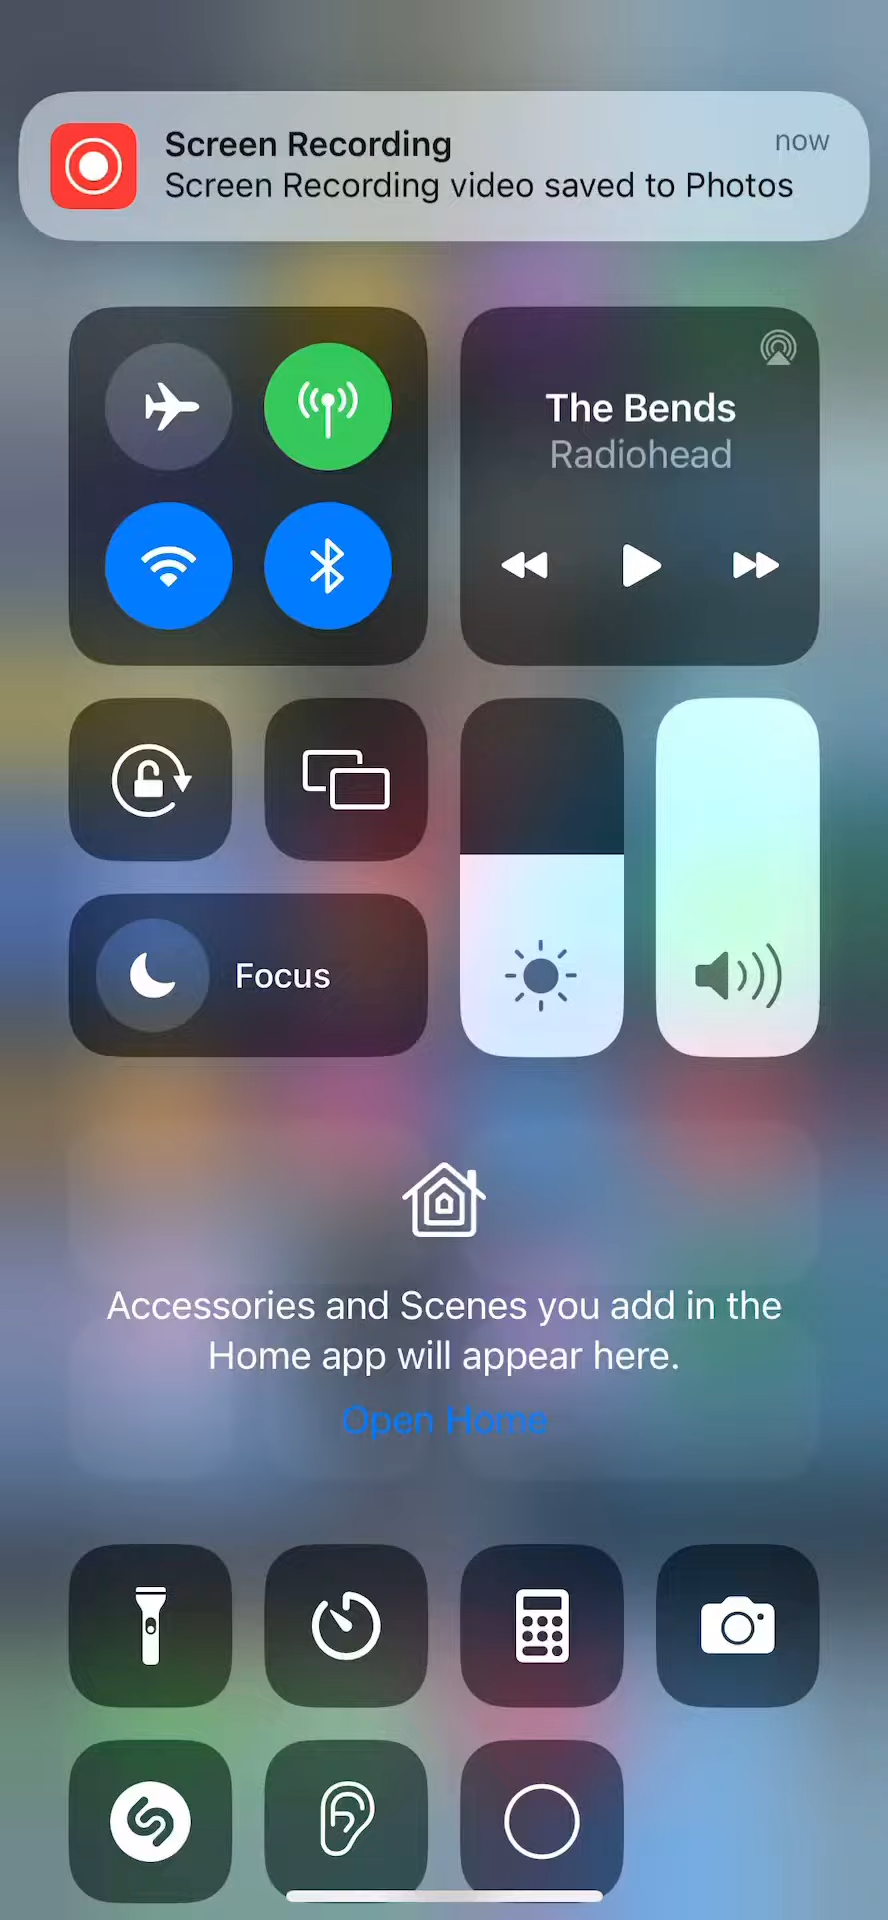 Screen Recording
now
Screen Recording video saved to Photos
The Bends
Radiohead
Focus
Accessories and Scenes you add in the
Home app will appear here.
Open Home